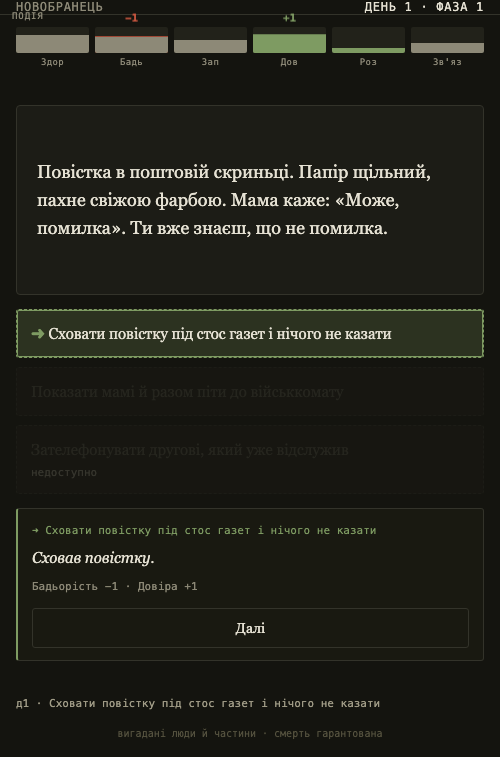 НОВОБРАНЕЦЬ
ДЕНЬ 1 · ФАЗА 1
ПОДІЯ
−1
+1
Здор
Бадь
Зап
Дов
Роз
Зв'яз
Повістка в поштовій скриньці. Папір щільний,
пахне свіжою фарбою. Мама каже: «Може,
помилка». Ти вже знаєш, що не помилка.
➜ Сховати повістку під стос газет і нічого не казати
Показати мамі й разом піти до військкомату
Зателефонувати другові, який уже відслужив
недоступно
→ Сховати повістку під стос газет і нічого не казати
Сховав повістку.
Бадьорість −1 · Довіра +1
Далі
д1 · Сховати повістку під стос газет і нічого не казати
вигадані люди й частини · смерть гарантована